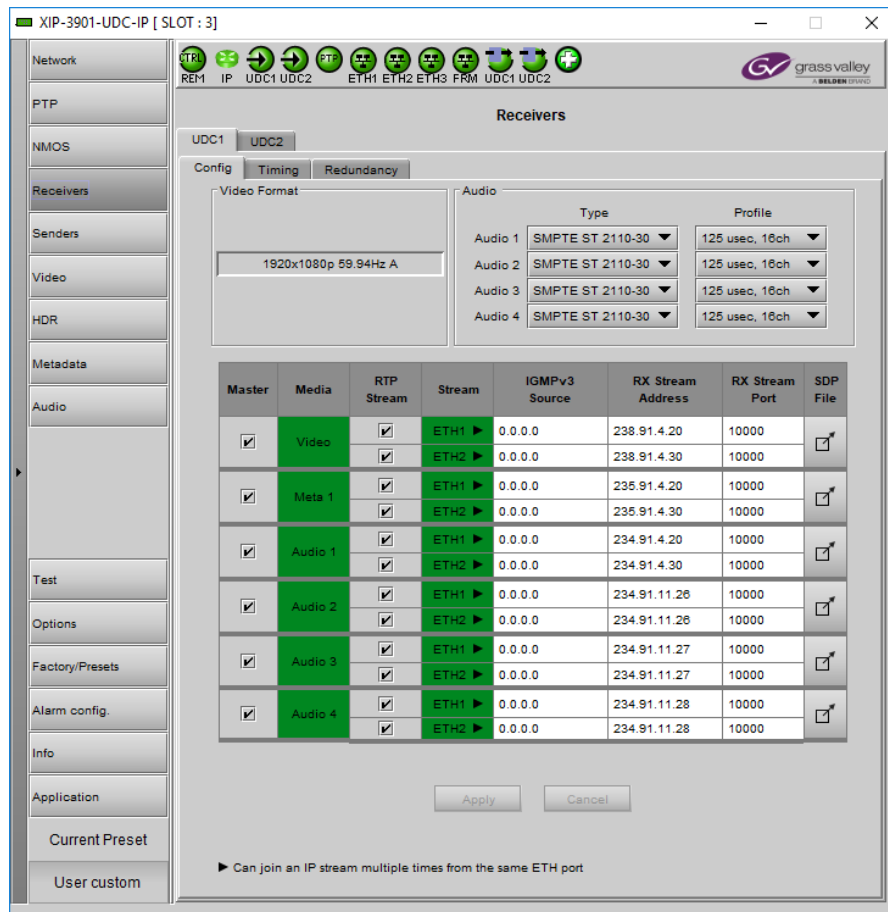 XIP-3901-UDC-IP [ SLOT : 3]
Network
PTP
NMOS
Receivers
Senders
Video
HDR
Metadata
Audio
Test
Options
Factory/Presets
Alarm config.
Info
Application
Current Preset
User custom
CTRL PTP
REM IP UDC1 UDC2 ETH1 ETH2 ETH3 FRM UDC1 UDC2
GV grass valley
A BELDEN BRAND
Receivers
UDC1 UDC2
Config Timing Redundancy
Video Format
1920x1080p 59.94Hz A
Audio
Type Profile
Audio 1 SMPTE ST 2110-30 125 usec, 16ch
Audio 2 SMPTE ST 2110-30 125 usec, 16ch
Audio 3 SMPTE ST 2110-30 125 usec, 16ch
Audio 4 SMPTE ST 2110-30 125 usec, 16ch
Master Media RTP Stream Stream IGMPv3 Source RX Stream Address RX Stream Port SDP File
Video ETH1 ► 0.0.0.0 238.91.4.20 10000
ETH2 ► 0.0.0.0 238.91.4.30 10000
Meta 1 ETH1 ► 0.0.0.0 235.91.4.20 10000
ETH2 ► 0.0.0.0 235.91.4.30 10000
Audio 1 ETH1 ► 0.0.0.0 234.91.4.20 10000
ETH2 ► 0.0.0.0 234.91.4.30 10000
Audio 2 ETH1 ► 0.0.0.0 234.91.11.26 10000
ETH2 ► 0.0.0.0 234.91.11.26 10000
Audio 3 ETH1 ► 0.0.0.0 234.91.11.27 10000
ETH2 ► 0.0.0.0 234.91.11.27 10000
Audio 4 ETH1 ► 0.0.0.0 234.91.11.28 10000
ETH2 ► 0.0.0.0 234.91.11.28 10000
Apply Cancel
► Can join an IP stream multiple times from the same ETH port